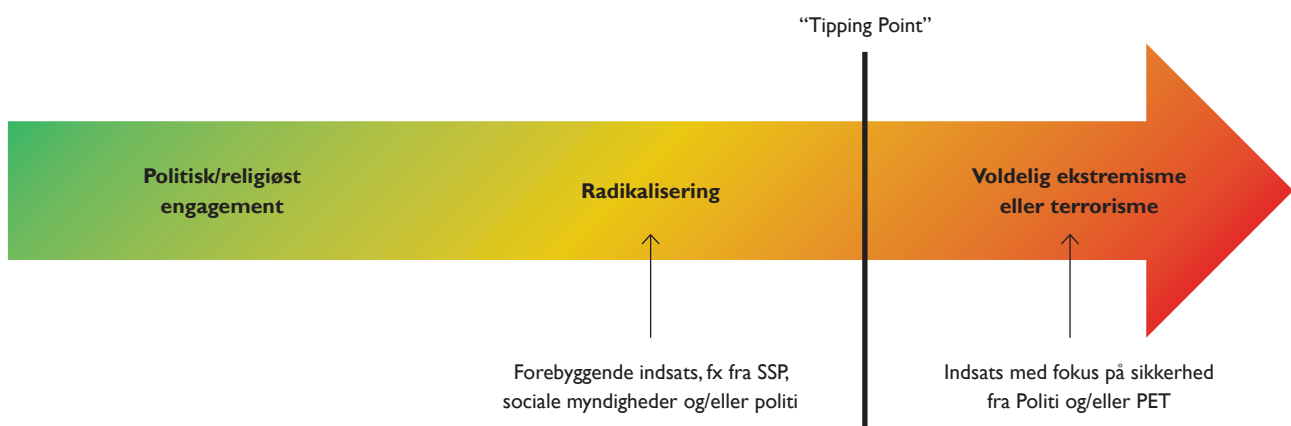 “Tipping Point”
Politisk/religiøst
engagement
Radikalisering
Voldelig ekstremisme
eller terrorisme
Forebyggende indsats, fx fra SSP,
sociale myndigheder og/eller politi
Indsats med fokus på sikkerhed
fra Politi og/eller PET